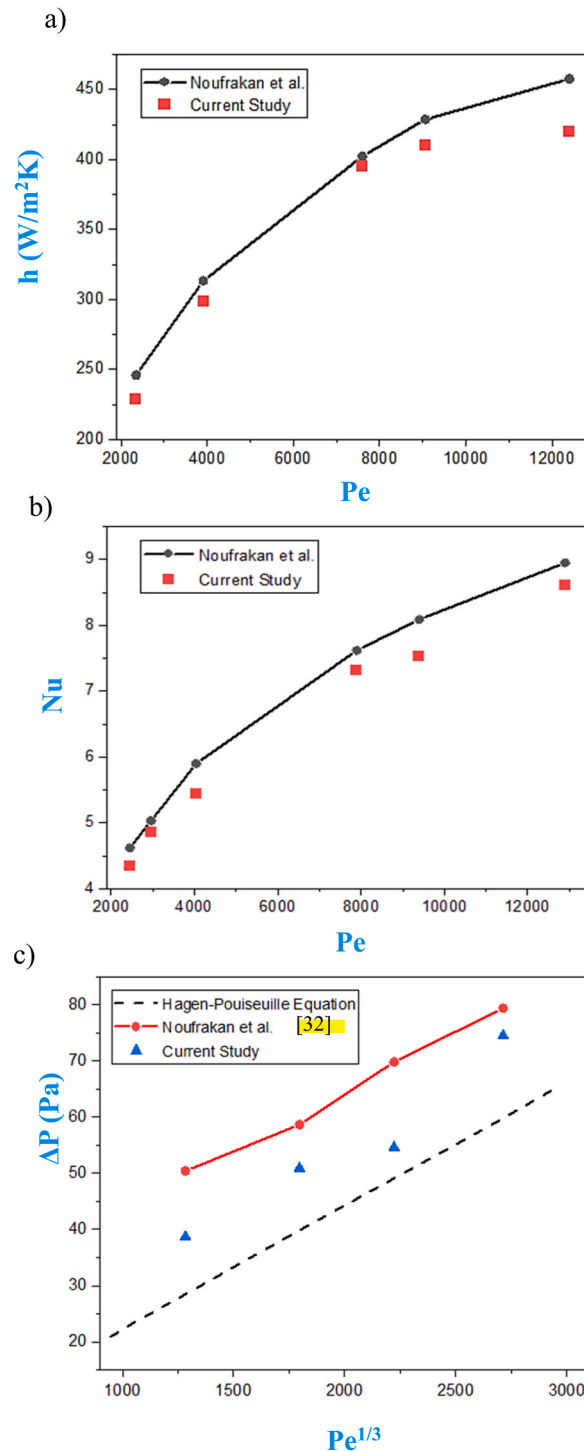 a)
Noufrakan et al.
Current Study
450
400
350
300
250
200
h (W/m²K)
2000 4000 6000 8000 10000 12000
Pe
b)
Noufrakan et al.
Current Study
9
8
7
6
5
4
Nu
2000 4000 6000 8000 10000 12000
Pe
c)
Hagen-Pouiseuille Equation
Noufrakan et al. [32]
Current Study
80
70
60
50
40
30
20
ΔP (Pa)
1000 1500 2000 2500 3000
Pe^1/3